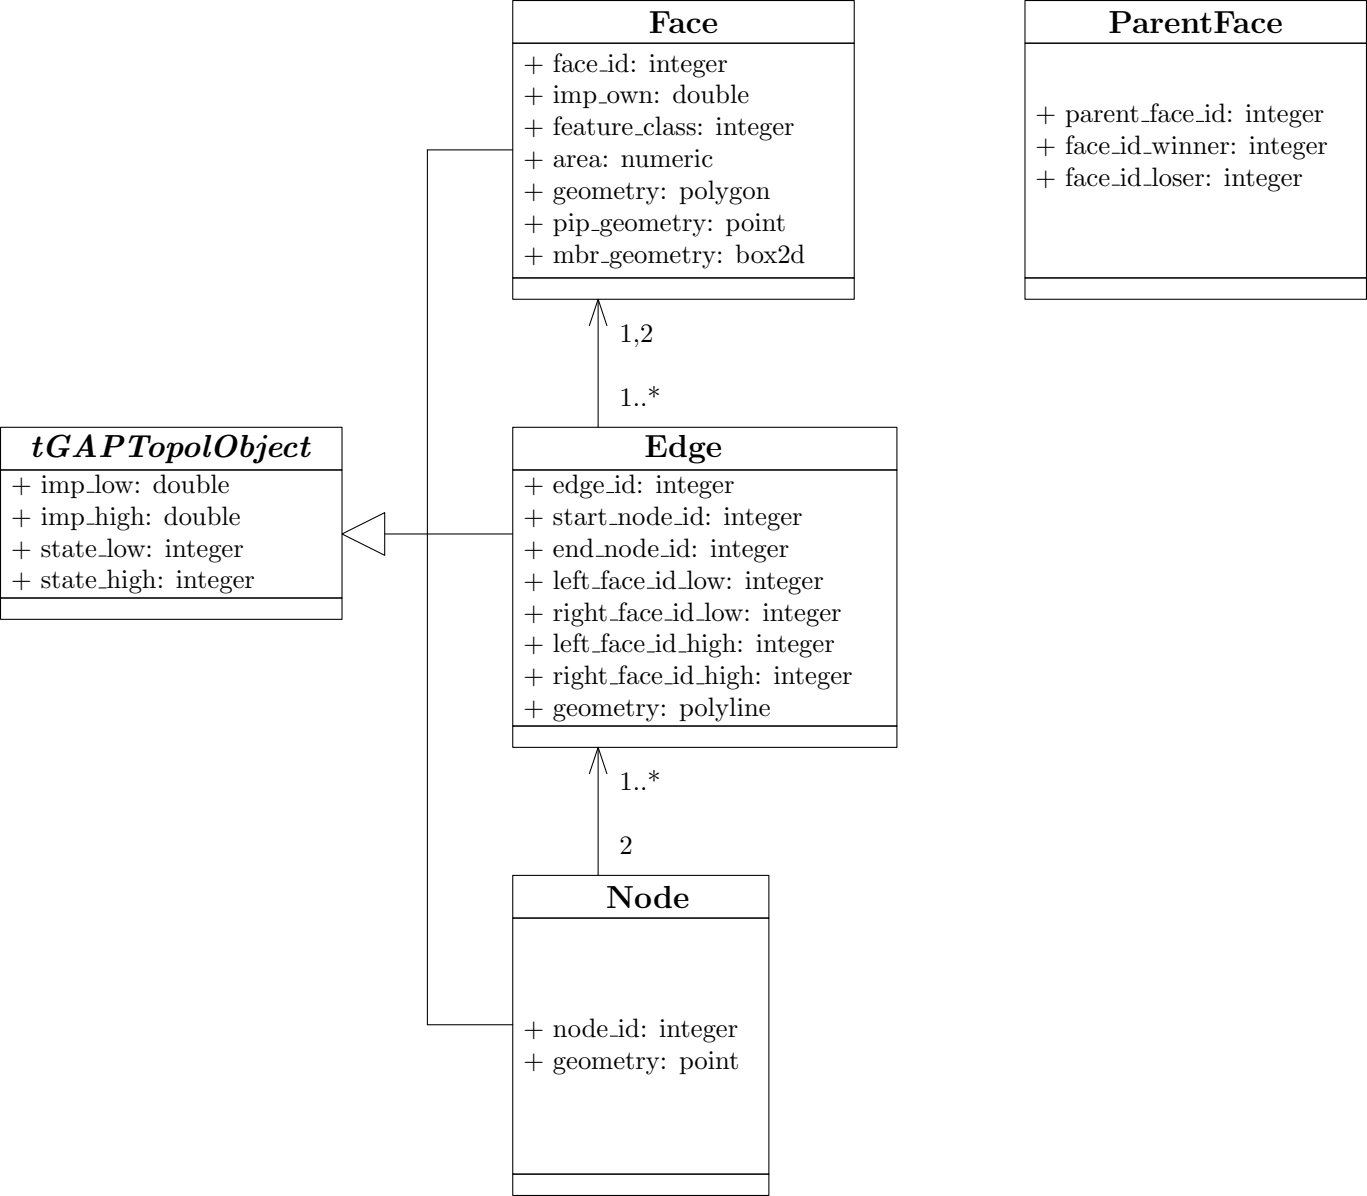 Face
+ face_id: integer
+ imp_own: double
+ feature_class: integer
+ area: numeric
+ geometry: polygon
+ pip_geometry: point
+ mbr_geometry: box2d
ParentFace
+ parent_face_id: integer
+ face_id_winner: integer
+ face_id_loser: integer
1,2
1..*
tGAPTopolObject
+ imp_low: double
+ imp_high: double
+ state_low: integer
+ state_high: integer
Edge
+ edge_id: integer
+ start_node_id: integer
+ end_node_id: integer
+ left_face_id_low: integer
+ right_face_id_low: integer
+ left_face_id_high: integer
+ right_face_id_high: integer
+ geometry: polyline
1..*
2
Node
+ node_id: integer
+ geometry: point